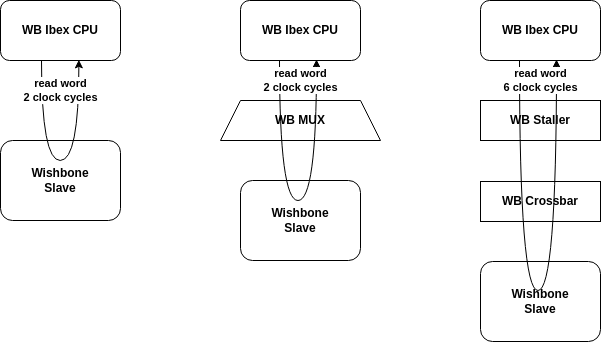 WB Ibex CPU
read word
2 clock cycles
Wishbone
Slave
WB Ibex CPU
read word
2 clock cycles
WB MUX
Wishbone
Slave
WB Ibex CPU
read word
6 clock cycles
WB Staller
WB Crossbar
Wishbone
Slave